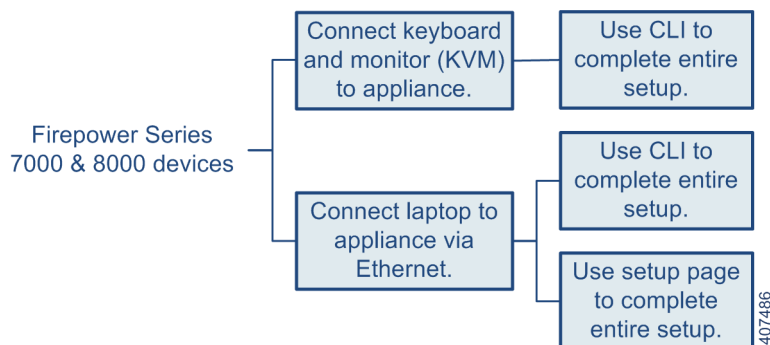 Firepower Series
7000 & 8000 devices
Connect keyboard
and monitor (KVM)
to appliance.
Use CLI to
complete entire
setup.
Connect laptop to
appliance via
Ethernet.
Use CLI to
complete entire
setup.
Use setup page
to complete
entire setup.
407486